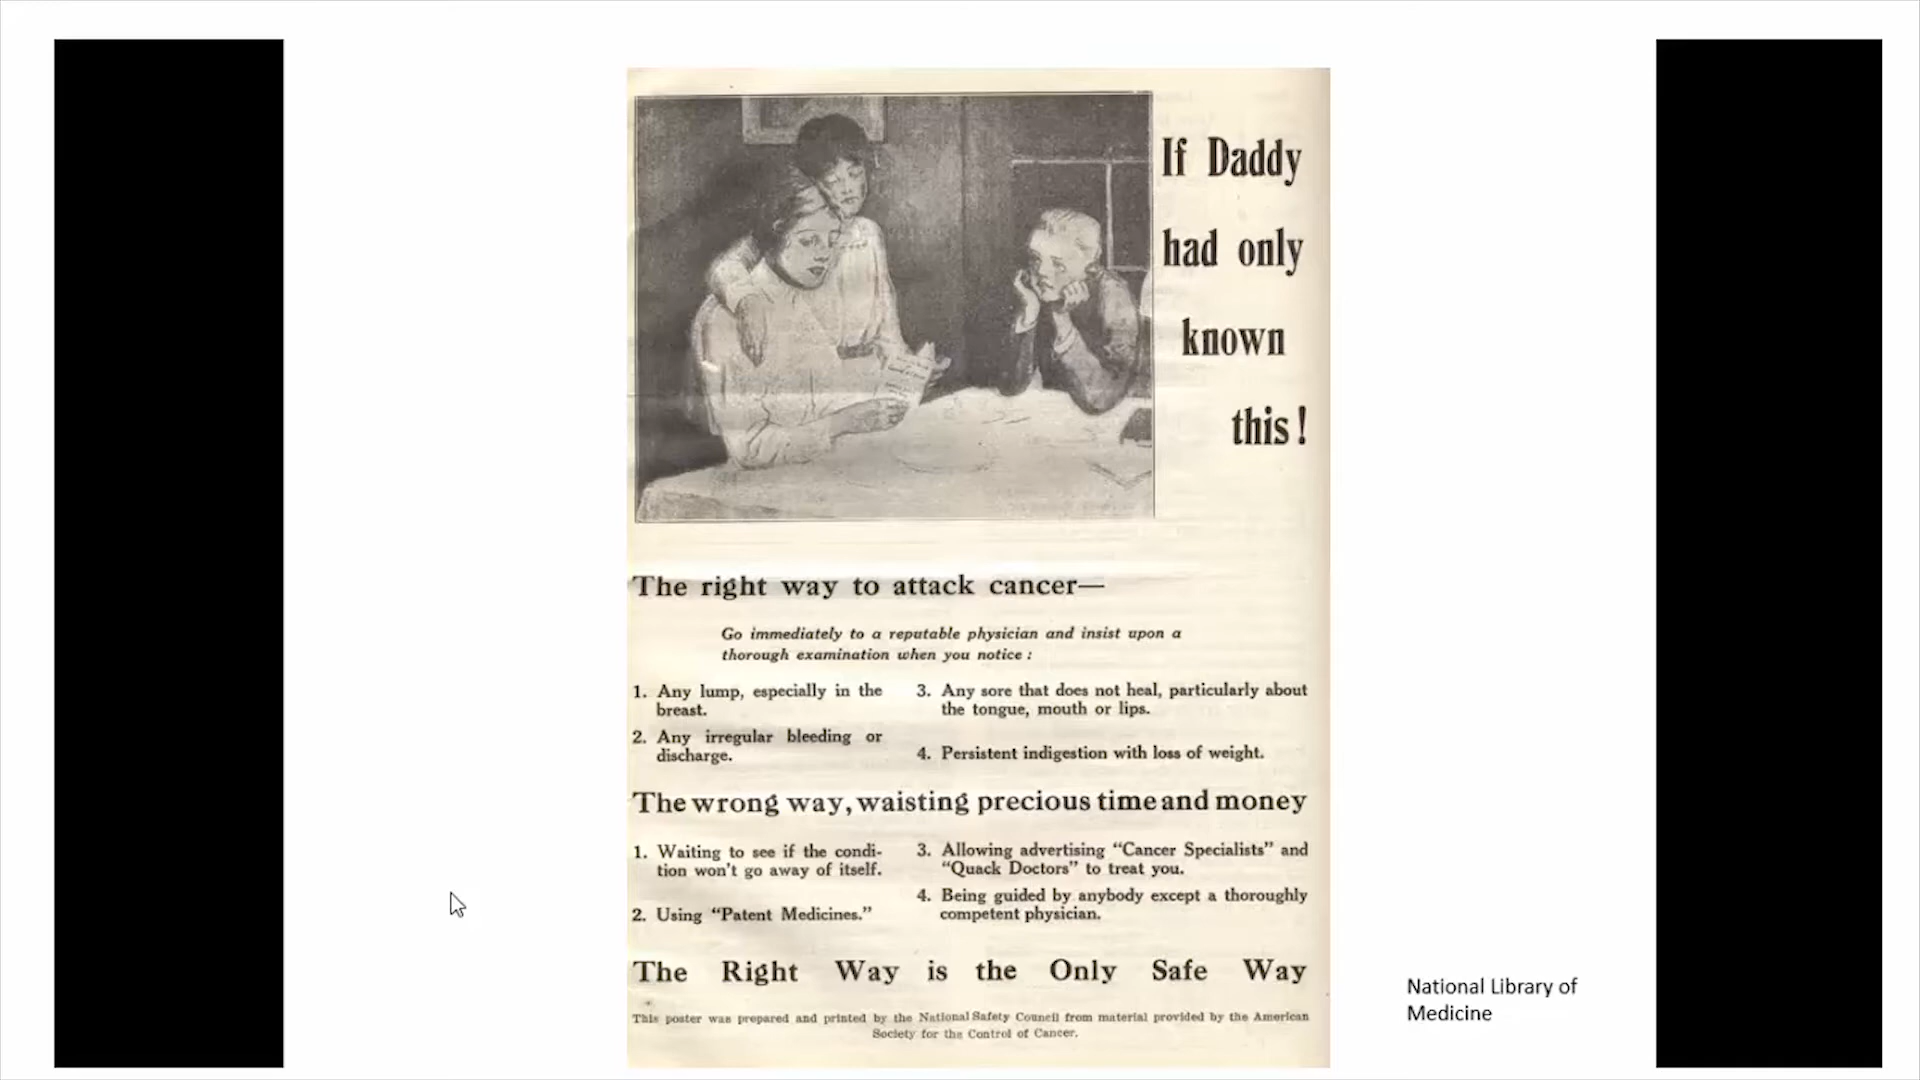 If Daddy
had only
known
this!
The right way to attack cancer—
Go immediately to a reputable physician and insist upon a
thorough examination when you notice:
1. Any lump, especially in the
breast.
2. Any irregular bleeding or
discharge.
3. Any sore that does not heal, particularly about
the tongue, mouth or lips.
4. Persistent indigestion with loss of weight.
The wrong way, waisting precious time and money
1. Waiting to see if the condi-
tion won't go away of itself.
2. Using "Patent Medicines."
3. Allowing advertising "Cancer Specialists" and
"Quack Doctors" to treat you.
4. Being guided by anybody except a thoroughly
competent physician.
The Right Way is the Only Safe Way
This poster was prepared and printed by the National Safety Council from material provided by the American
Society for the Control of Cancer.
National Library of
Medicine